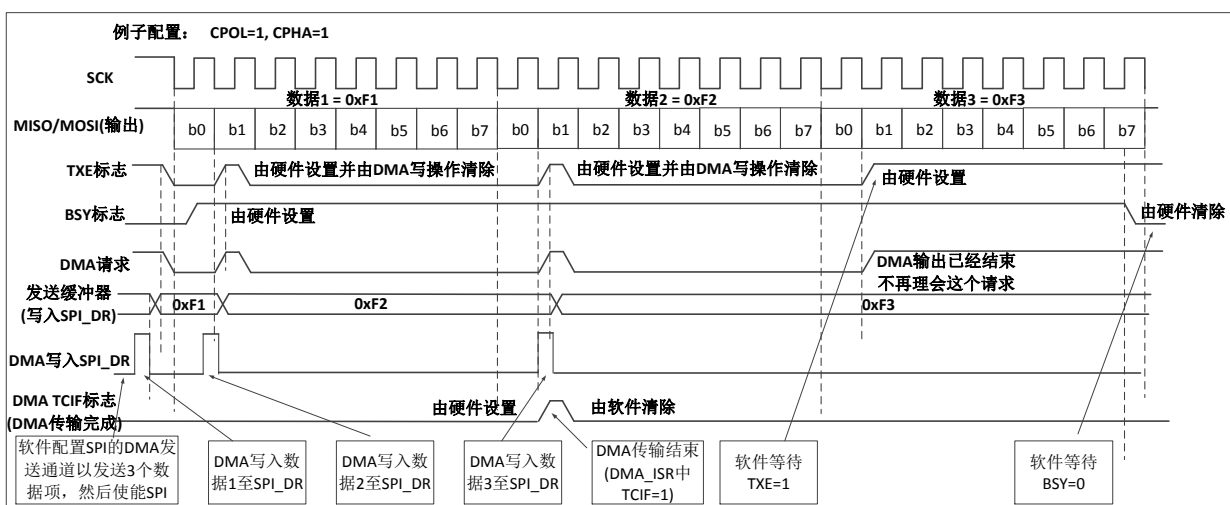 例子配置： CPOL=1, CPHA=1
SCK
数据1 = 0xF1 数据2 = 0xF2 数据3 = 0xF3
MISO/MOSI(输出) b0 b1 b2 b3 b4 b5 b6 b7 b0 b1 b2 b3 b4 b5 b6 b7 b0 b1 b2 b3 b4 b5 b6 b7
TXE标志 由硬件设置并由DMA写操作清除 由硬件设置并由DMA写操作清除 由硬件设置
BSY标志 由硬件设置 由硬件清除
DMA请求 DMA输出已经结束
不再理会这个请求
发送缓冲器
(写入SPI_DR) 0xF1 0xF2 0xF3
DMA写入SPI_DR
DMA TCIF标志
(DMA传输完成) 由硬件设置 由软件清除
软件配置SPI的DMA发
送通道以发送3个数
据项，然后使能SPI
DMA写入数
据1至SPI_DR
DMA写入数
据2至SPI_DR
DMA写入数
据3至SPI_DR
DMA传输结束
(DMA_ISR中
TCIF=1)
软件等待
TXE=1
软件等待
BSY=0